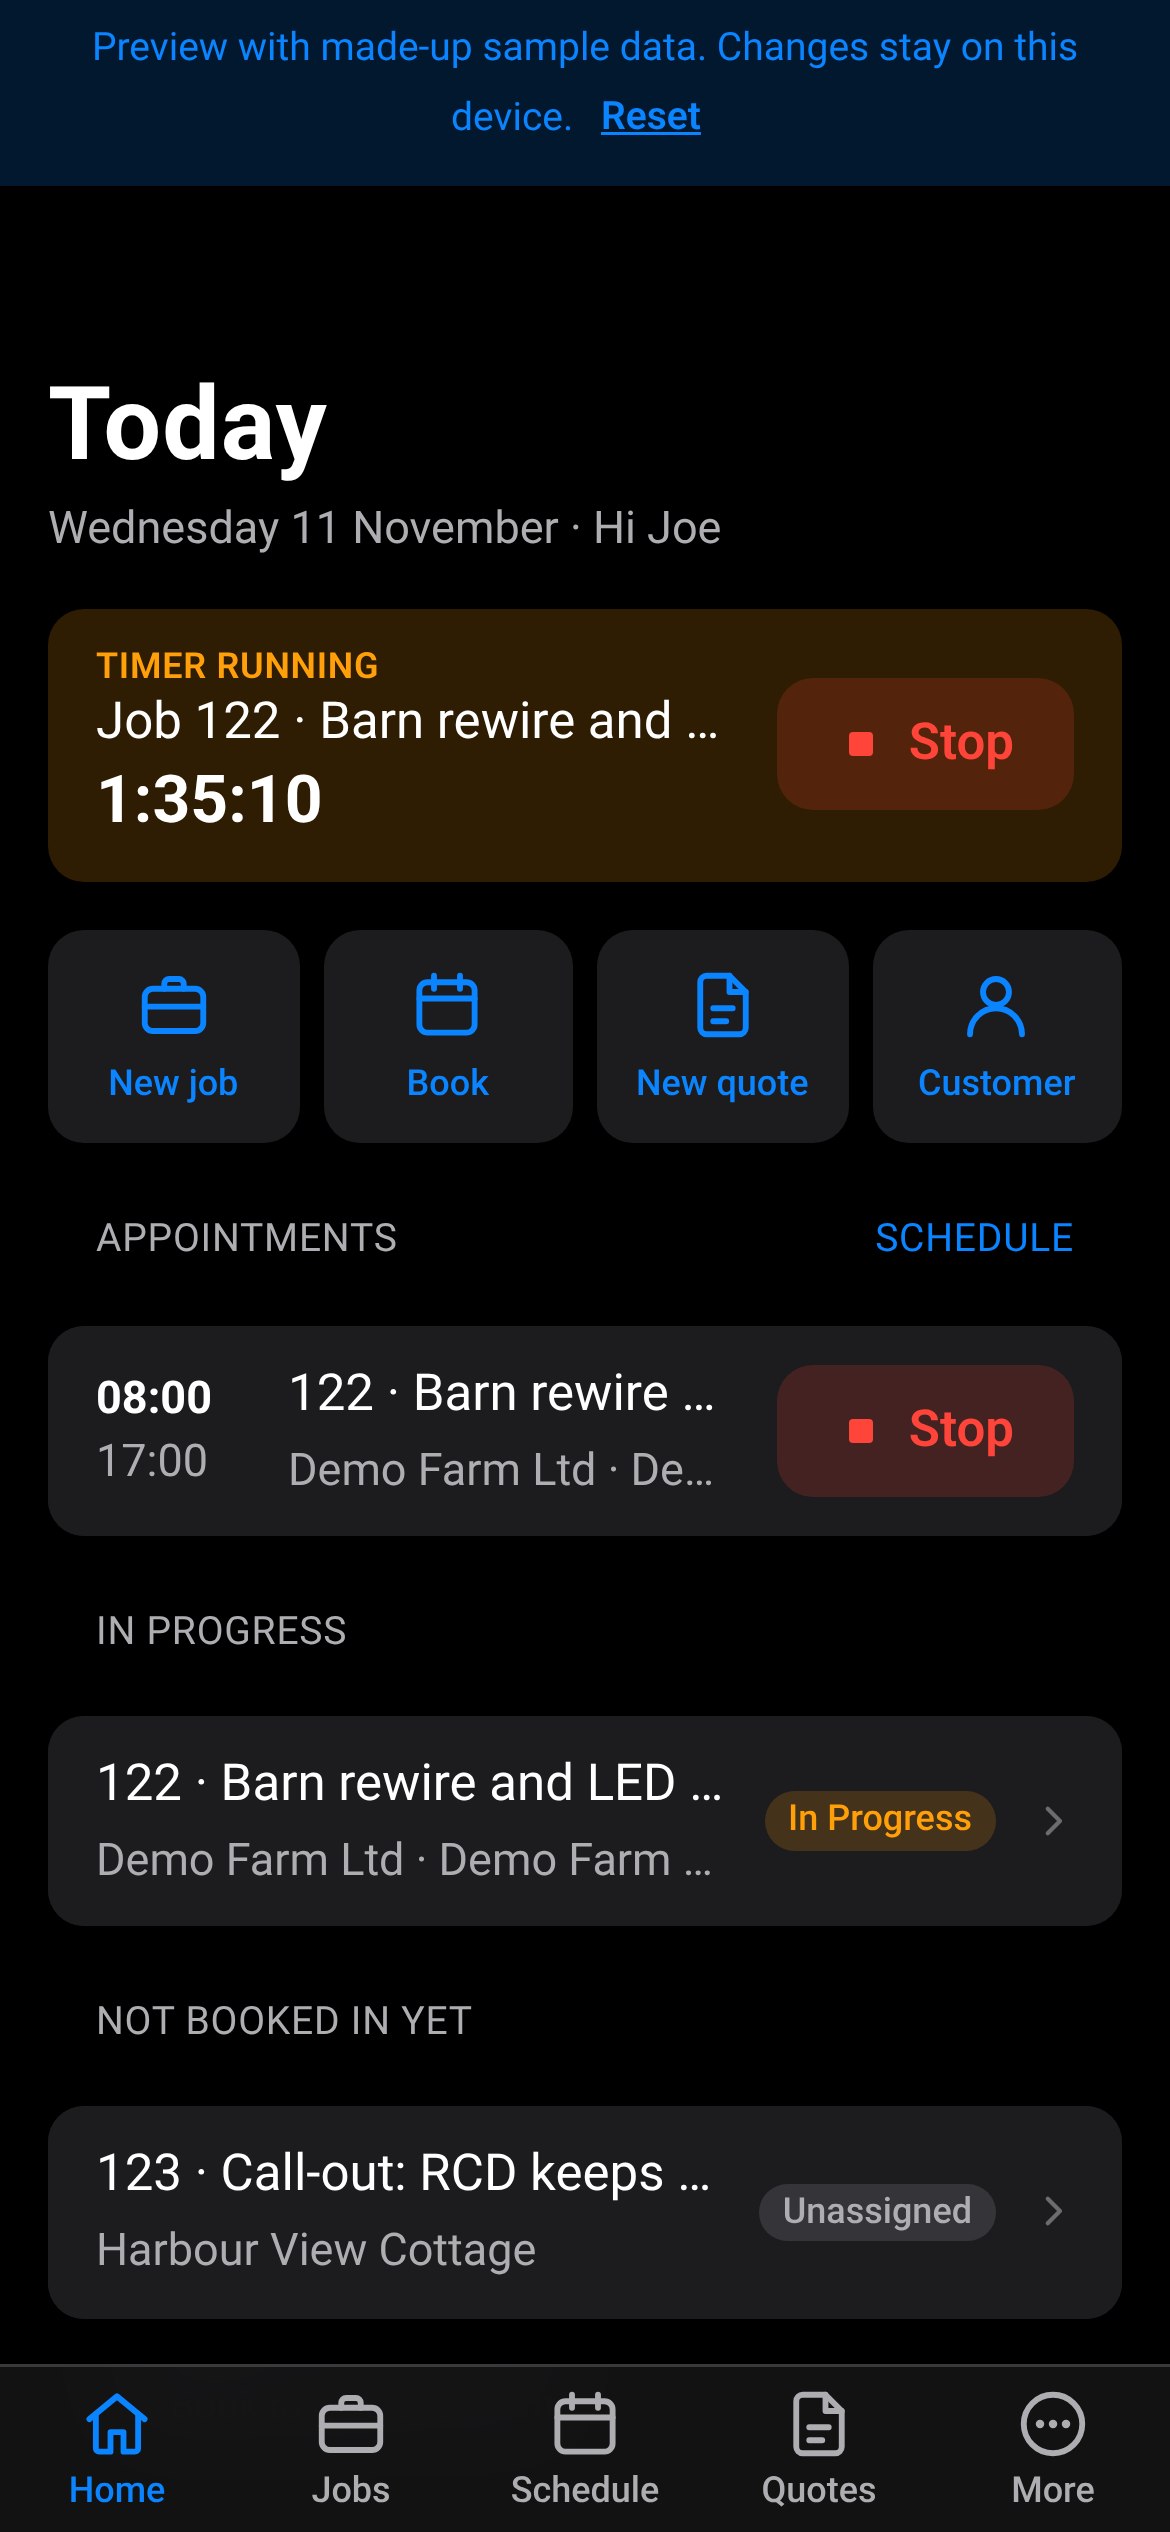 Preview with made-up sample data. Changes stay on this
device. Reset
Today
Wednesday 11 November · Hi Joe
TIMER RUNNING
Job 122 · Barn rewire and ...
1:35:10
Stop
New job
Book
New quote
Customer
APPOINTMENTS
SCHEDULE
08:00
17:00
122 · Barn rewire ...
Demo Farm Ltd · De...
Stop
IN PROGRESS
122 · Barn rewire and LED ...
Demo Farm Ltd · Demo Farm ...
In Progress
NOT BOOKED IN YET
123 · Call-out: RCD keeps ...
Harbour View Cottage
Unassigned
Home
Jobs
Schedule
Quotes
More